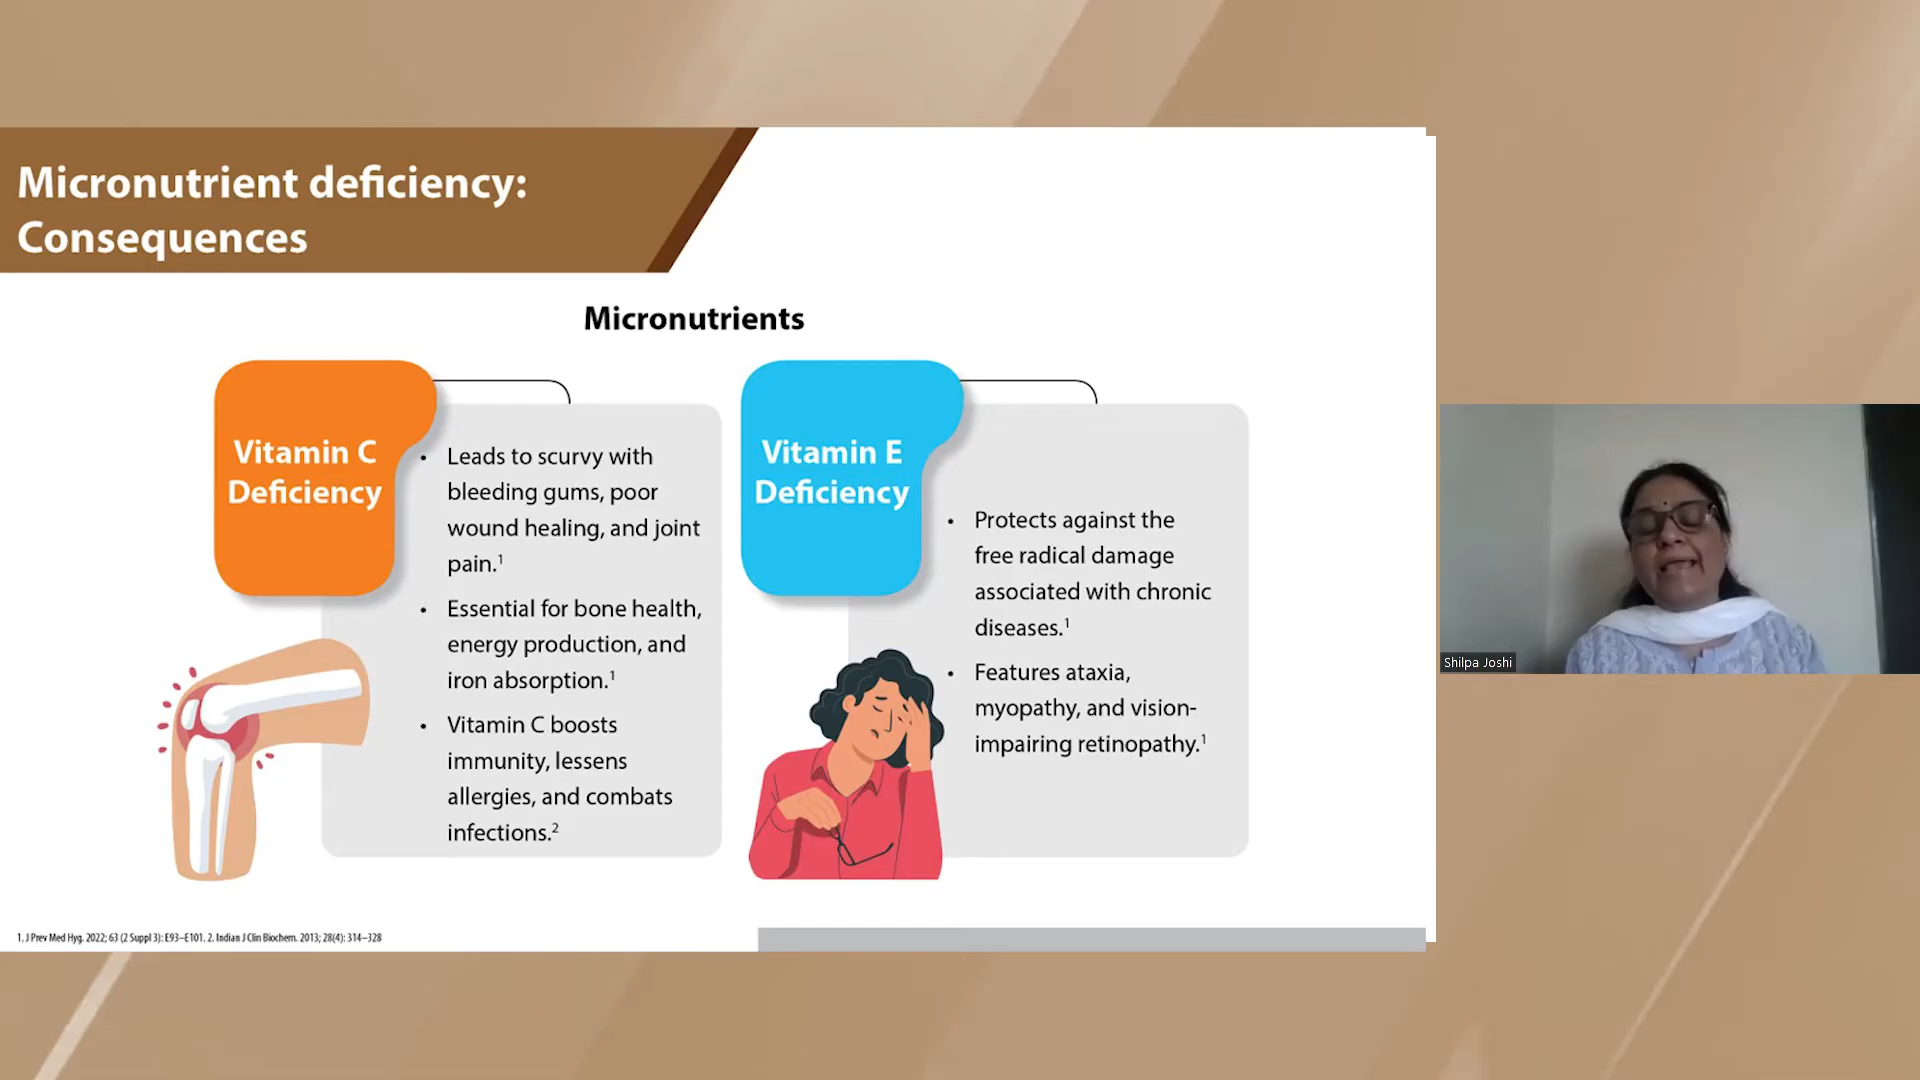 Micronutrient deficiency:
Consequences
Micronutrients
Vitamin C
Deficiency
• Leads to scurvy with
bleeding gums, poor
wound healing, and joint
pain.1
• Essential for bone health,
energy production, and
iron absorption.1
• Vitamin C boosts
immunity, lessens
allergies, and combats
infections.2
Vitamin E
Deficiency
• Protects against the
free radical damage
associated with chronic
diseases.1
• Features ataxia,
myopathy, and vision-
impairing retinopathy.1
Shilpa Joshi
1. J Prev Med Hyg. 2022; 63 (2 Suppl 3): E93–E101. 2. Indian J Clin Biochem. 2013; 28(4): 314–328